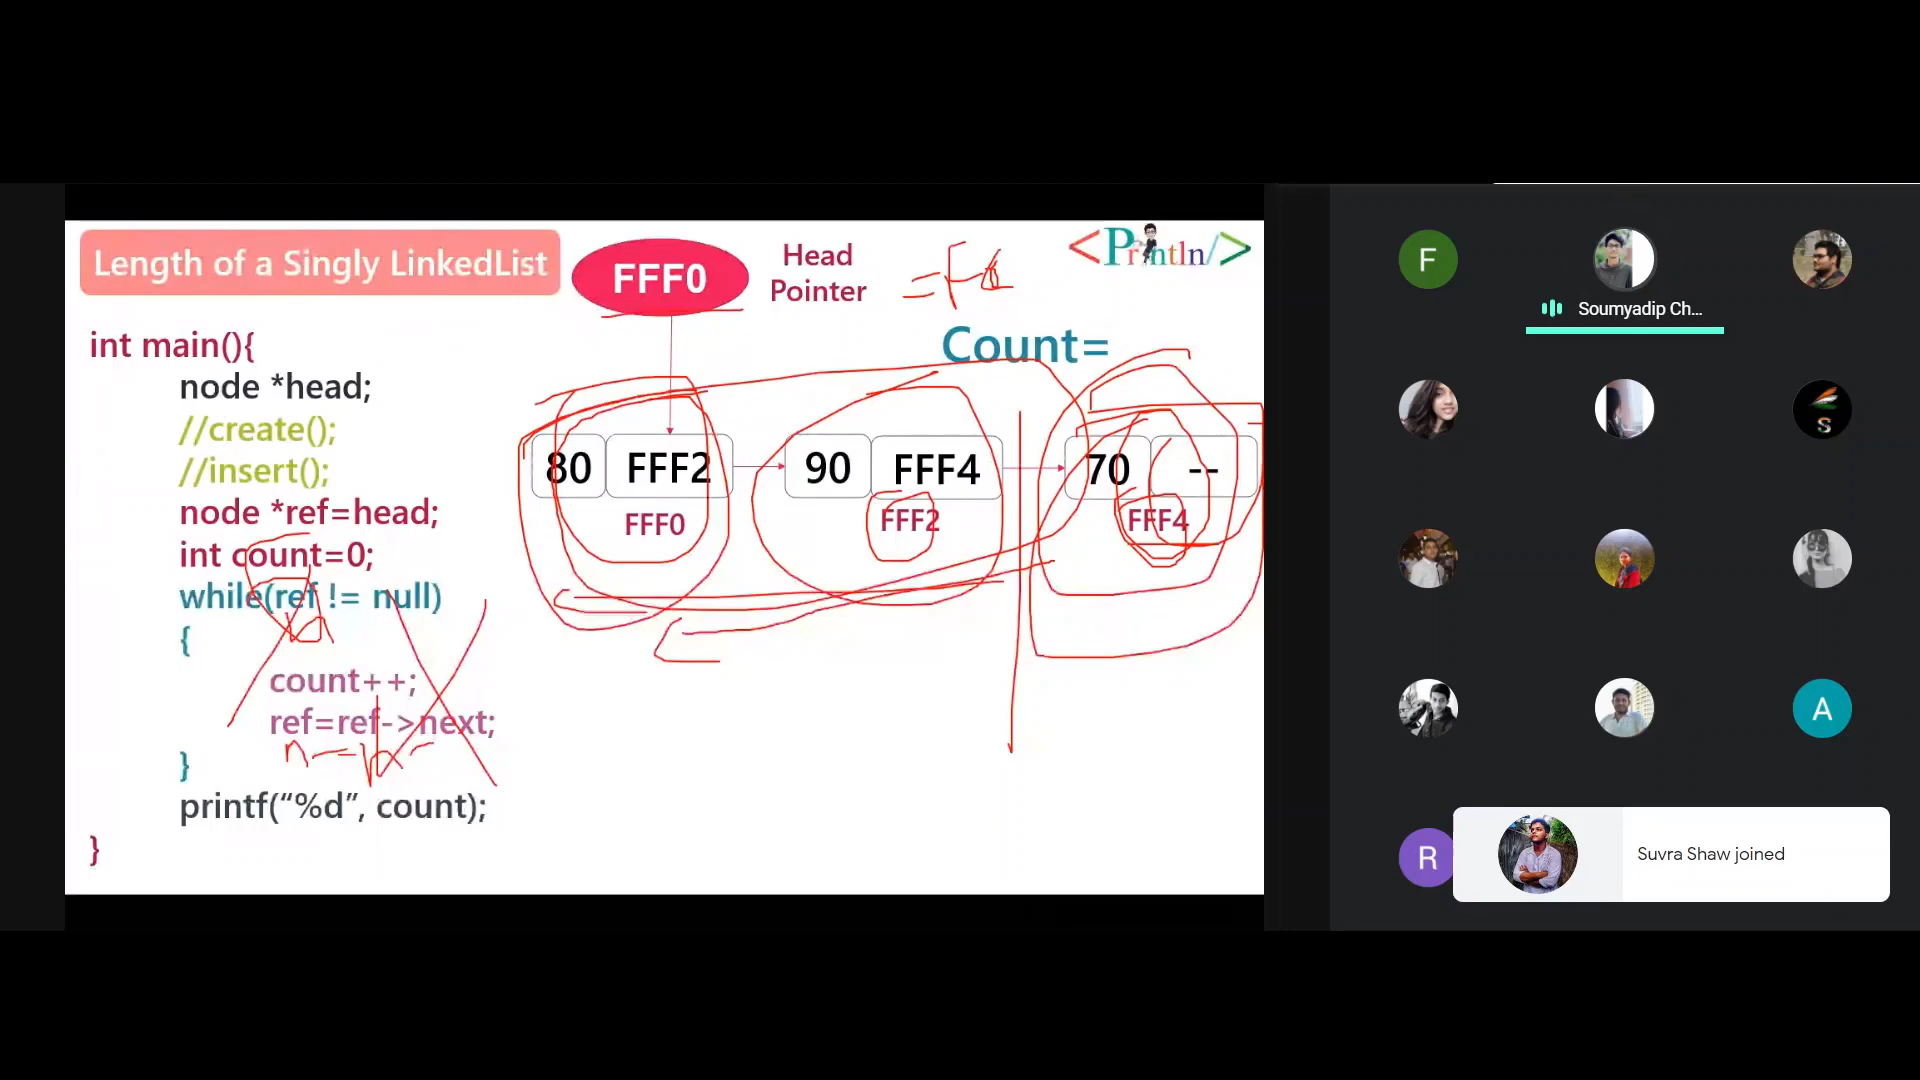 Length of a Singly LinkedList
FFF0
Head
Pointer
<Println/>
Count=
int main(){
node *head;
//create();
//insert();
node *ref=head;
int count=0;
while(ref != null)
{
count++;
ref=ref->next;
}
printf("%d", count);
}
80 FFF2
90 FFF4
70 --
FFF0
FFF2
FFF4
F
Soumyadip Ch...
S
A
R
Suvra Shaw joined